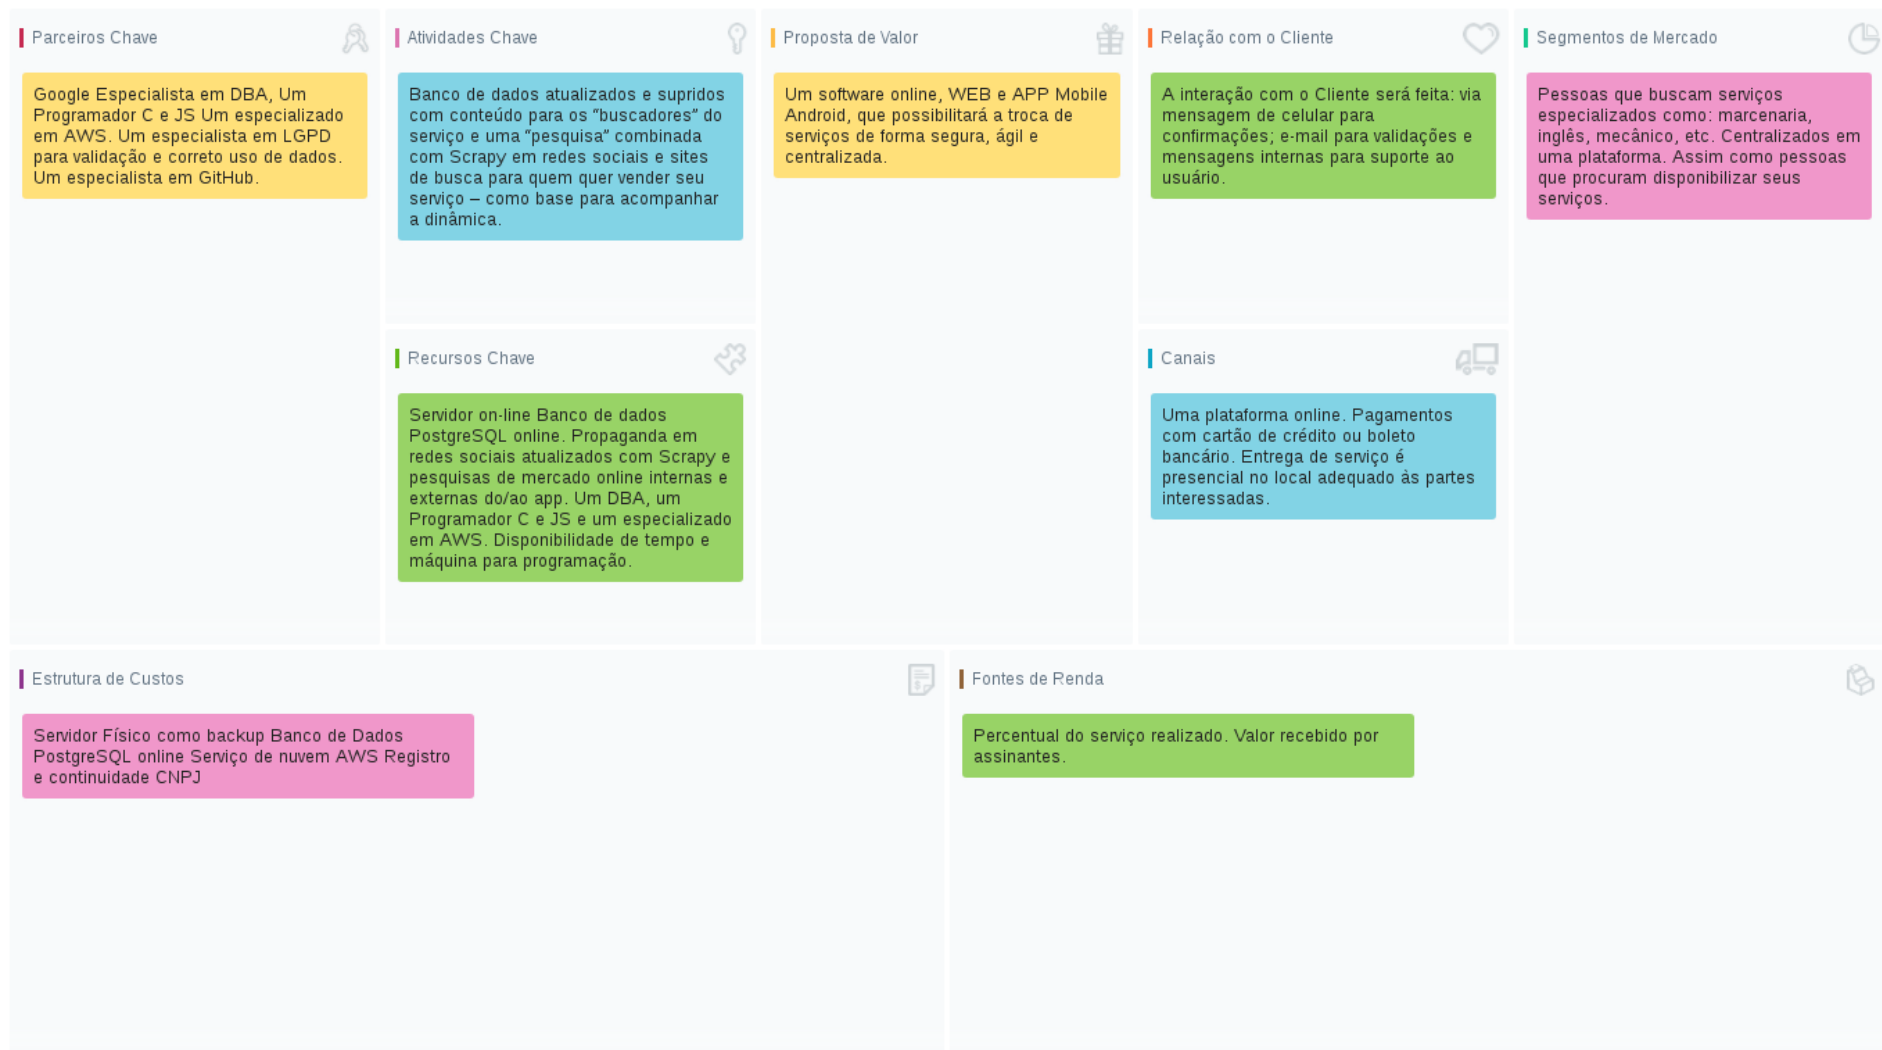 Parceiros Chave
Google Especialista em DBA, Um
Programador C e JS Um especializado
em AWS. Um especialista em LGPD
para validação e correto uso de dados.
Um especialista em GitHub.
Atividades Chave
Banco de dados atualizados e supridos
com conteúdo para os “buscadores” do
serviço e uma “pesquisa” combinada
com Scrapy em redes sociais e sites
de busca para quem quer vender seu
serviço – como base para acompanhar
a dinâmica.
Recursos Chave
Servidor on-line Banco de dados
PostgreSQL online. Propaganda em
redes sociais atualizados com Scrapy e
pesquisas de mercado online internas e
externas do/ao app. Um DBA, um
Programador C e JS e um especializado
em AWS. Disponibilidade de tempo e
máquina para programação.
Proposta de Valor
Um software online, WEB e APP Mobile
Android, que possibilitará a troca de
serviços de forma segura, ágil e
centralizada.
Relação com o Cliente
A interação com o Cliente será feita: via
mensagem de celular para
confirmações; e-mail para validações e
mensagens internas para suporte ao
usuário.
Canais
Uma plataforma online. Pagamentos
com cartão de crédito ou boleto
bancário. Entrega de serviço é
presencial no local adequado às partes
interessadas.
Segmentos de Mercado
Pessoas que buscam serviços
especializados como: marcenaria,
inglês, mecânico, etc. Centralizados em
uma plataforma. Assim como pessoas
que procuram disponibilizar seus
serviços.
Estrutura de Custos
Servidor Físico como backup Banco de Dados
PostgreSQL online Serviço de nuvem AWS Registro
e continuidade CNPJ
Fontes de Renda
Percentual do serviço realizado. Valor recebido por
assinantes.